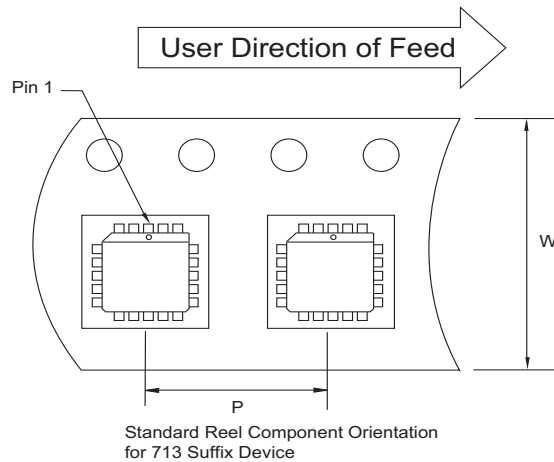 User Direction of Feed
Pin 1
W
P
Standard Reel Component Orientation
for 713 Suffix Device